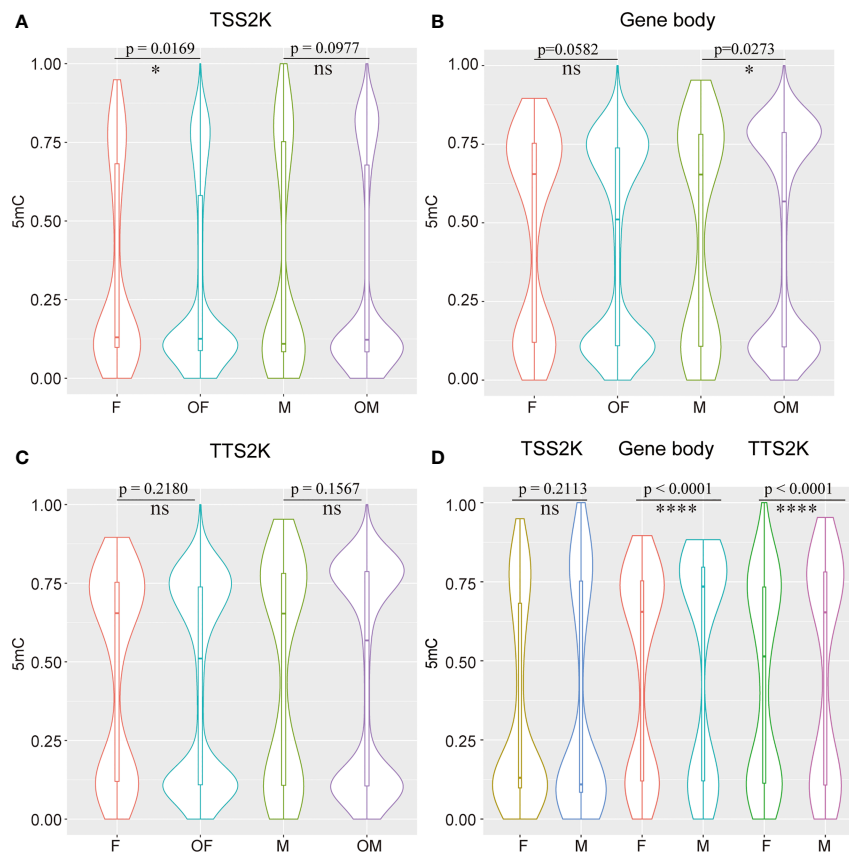 A
TSS2K
p = 0.0169
*
p = 0.0977
ns
1.00
0.75
0.50
0.25
0.00
5mC
F
OF
M
OM
B
Gene body
p=0.0582
ns
p=0.0273
*
1.00
0.75
0.50
0.25
0.00
5mC
F
OF
M
OM
C
TTS2K
p = 0.2180
ns
p = 0.1567
ns
1.00
0.75
0.50
0.25
0.00
5mC
F
OF
M
OM
D
TSS2K
Gene body
TTS2K
p = 0.2113
ns
p < 0.0001
****
p < 0.0001
****
1.00
0.75
0.50
0.25
0.00
5mC
F
M
F
M
F
M